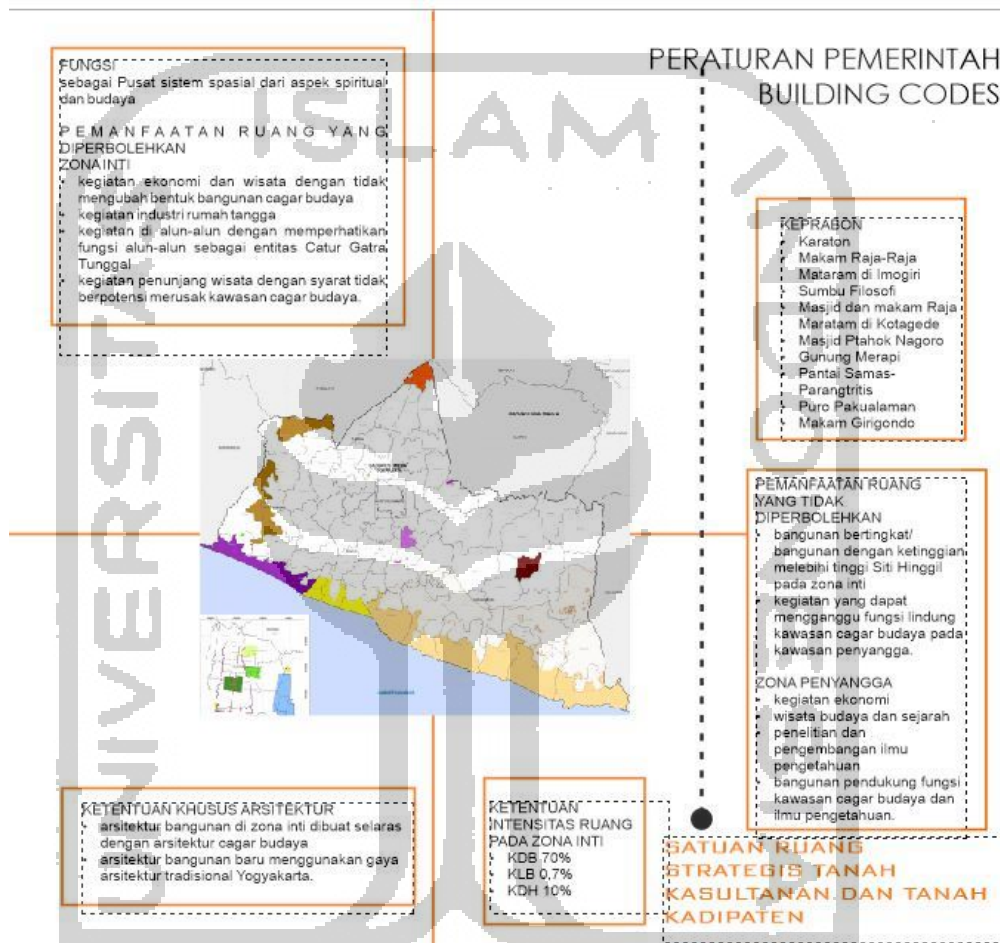 PERATURAN PEMERINTAH
BUILDING CODES
FUNGSI
sebagai Pusat sistem spasial dari aspek spiritual
dan budaya
PEMANFAATAN RUANG YANG
DIPERBOLEHKAN
ZONA INTI
kegiatan ekonomi dan wisata dengan tidak
mengubah bentuk bangunan cagar budaya
kegiatan industri rumah tangga
kegiatan di alun-alun dengan memperhatikan
fungsi alun-alun sebagai entitas Catur Gatra
Tunggal
kegiatan penunjang wisata dengan syarat tidak
berpotensi merusak kawasan cagar budaya.
KEPRABON
Karaton
Makam Raja-Raja
Mataram di Imogiri
Sumbu Filosofi
Masjid dan makam Raja
Maratam di Kotagede
Masjid Ptahok Nagoro
Gunung Merapi
Pantai Samas-
Parangtritis
Puro Pakualaman
Makam Girigondo
PEMANFAATAN RUANG
YANG TIDAK
DIPERBOLEHKAN
bangunan bertingkat/
bangunan dengan ketinggian
melebihi tinggi Siti Hinggil
pada zona inti
kegiatan yang dapat
mengganggu fungsi lindung
kawasan cagar budaya pada
kawasan penyangga.
ZONA PENYANGGA
kegiatan ekonomi
wisata budaya dan sejarah
penelitian dan
pengembangan ilmu
pengetahuan
bangunan pendukung fungsi
kawasan cagar budaya dan
ilmu pengetahuan.
KETENTUAN KHUSUS ARSITEKTUR
arsitektur bangunan di zona inti dibuat selaras
dengan arsitektur cagar budaya
arsitektur bangunan baru menggunakan gaya
arsitektur tradisional Yogyakarta.
KETENTUAN
INTENSITAS RUANG
PADA ZONA INTI
KDB 70%
KLB 0,7%
KDH 10%
SATUAN RUANG
STRATEGIS TANAH
KASULTANAN DAN TANAH
KADIPATEN
UNIVERSITAS
ISLAM
INDONESIA